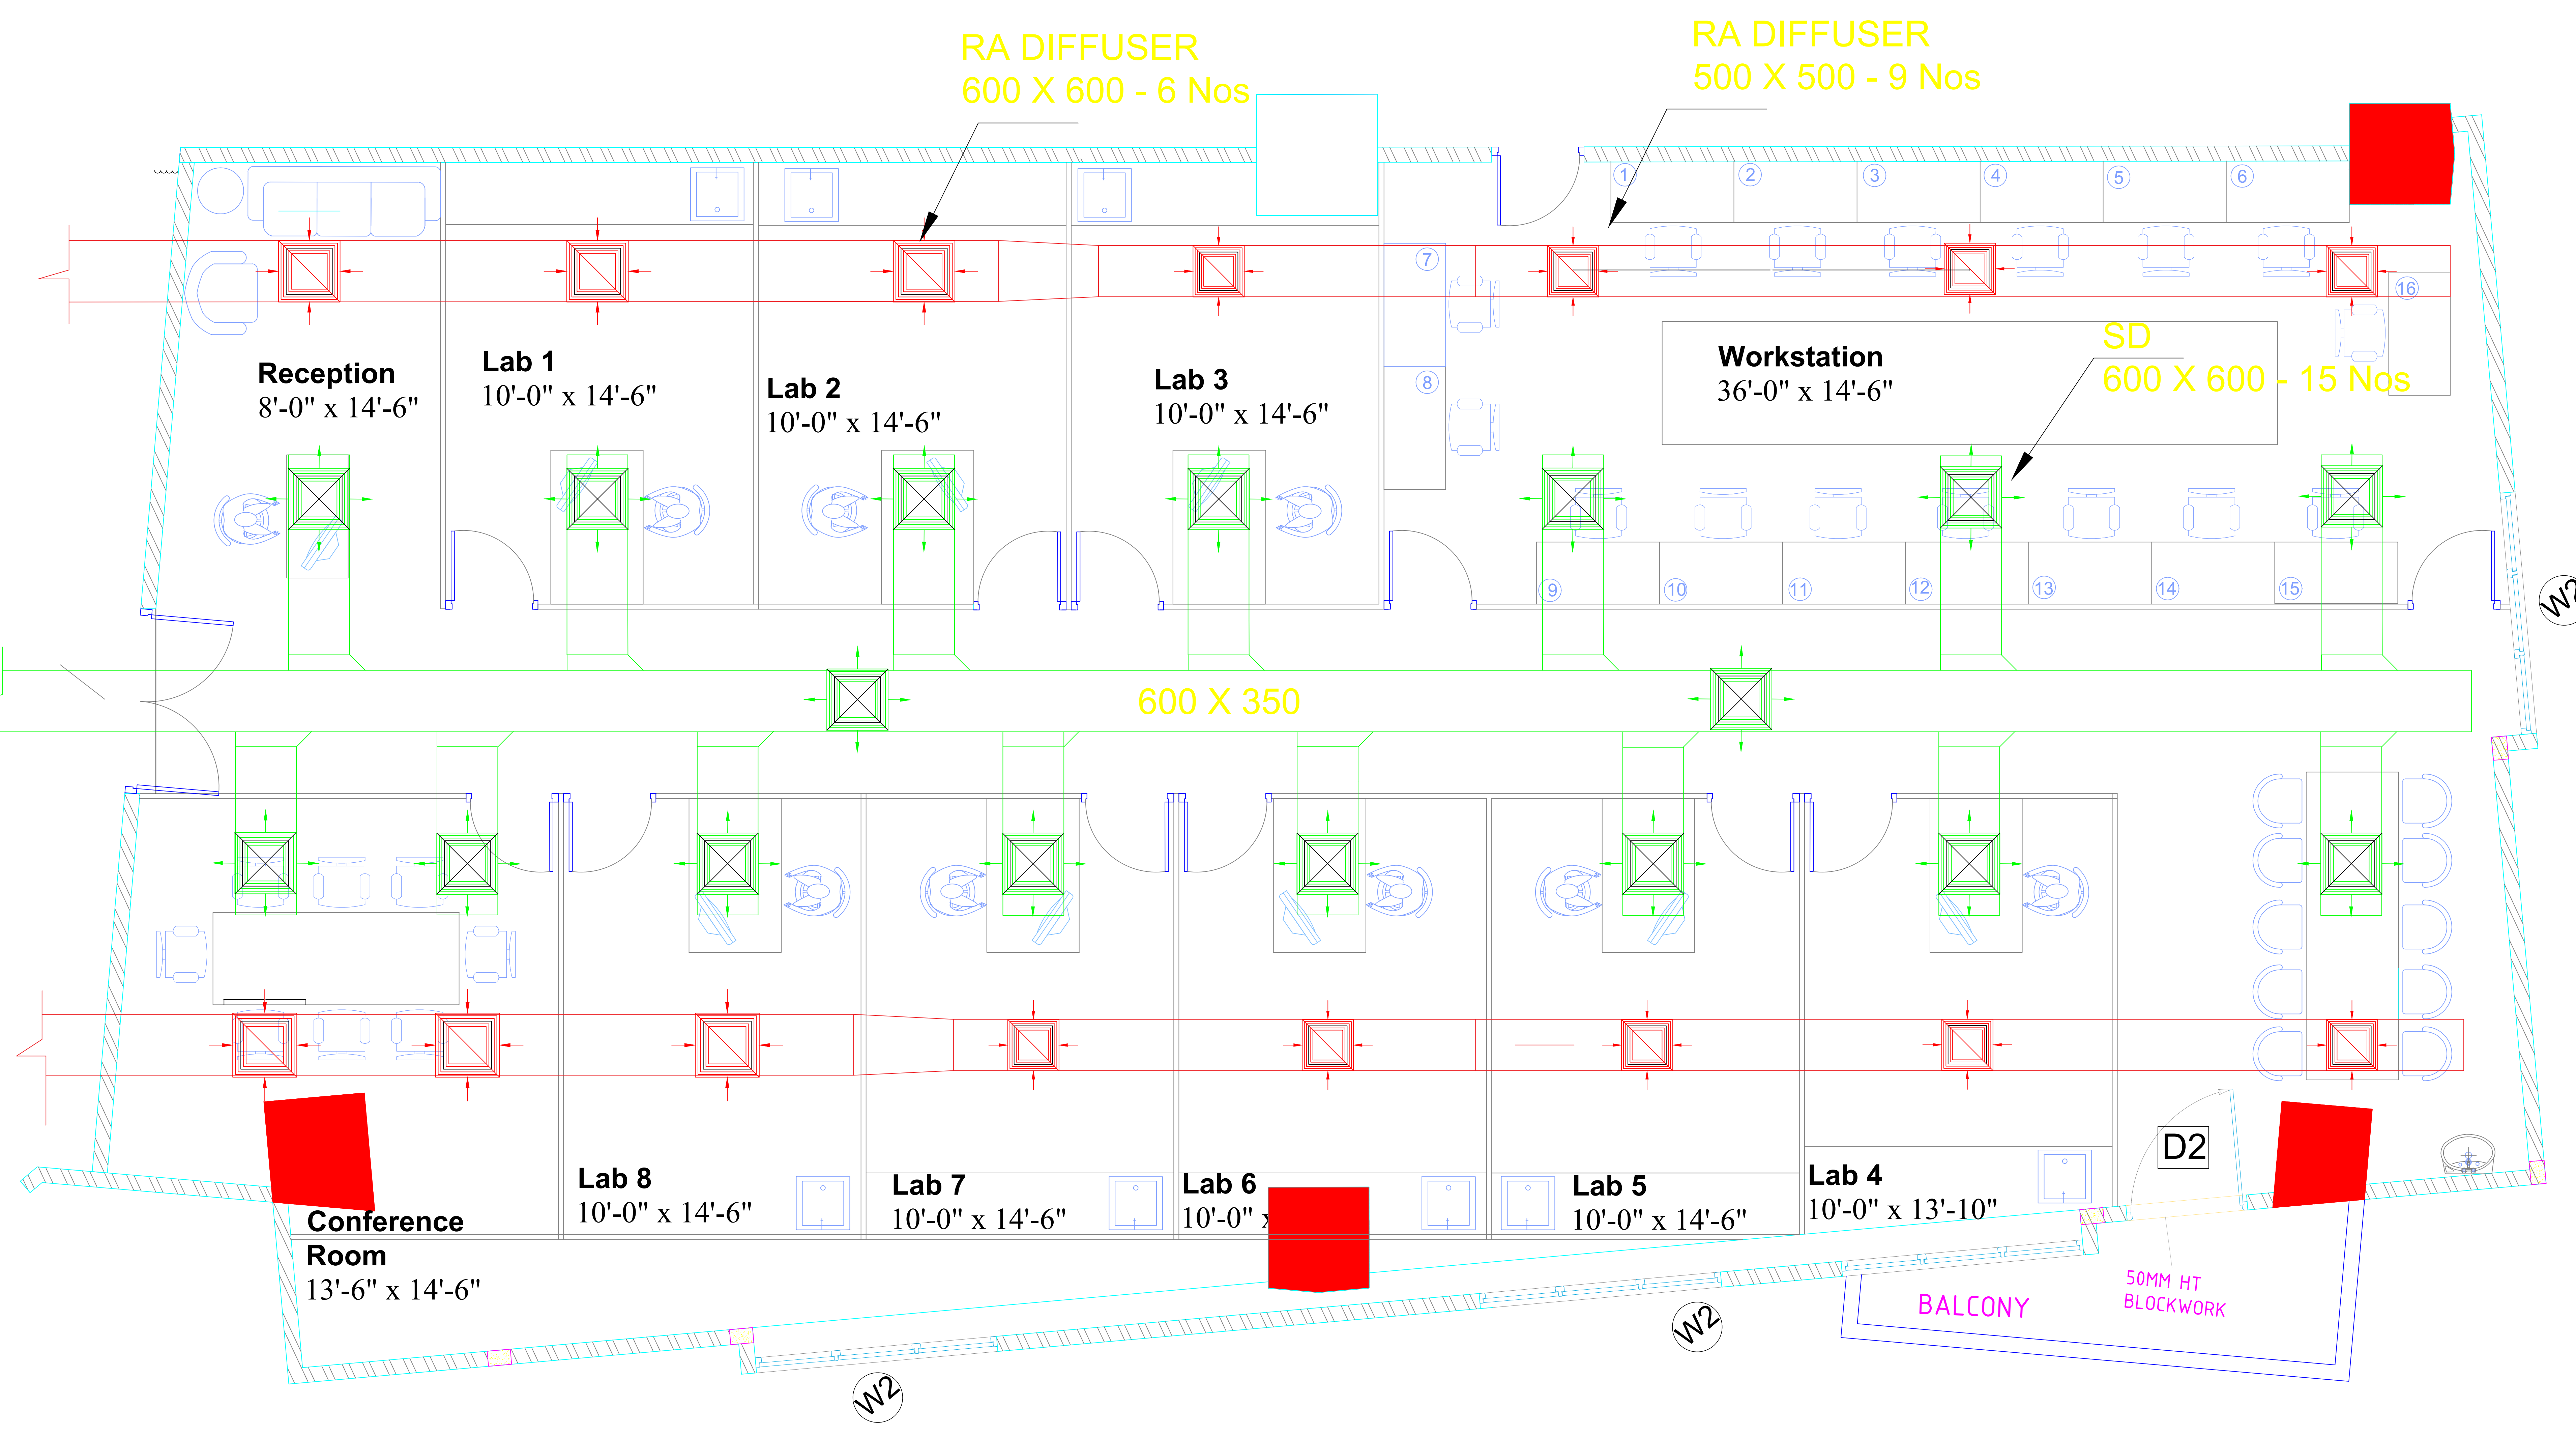 RA DIFFUSER
600 X 600 - 6 Nos
RA DIFFUSER
500 X 500 - 9 Nos
1
2
3
4
5
6
7
16
8
SD
600 X 600 - 15 Nos
Reception
8'-0" x 14'-6"
Lab 1
10'-0" x 14'-6"
Lab 2
10'-0" x 14'-6"
Lab 3
10'-0" x 14'-6"
Workstation
36'-0" x 14'-6"
9
10
11
12
13
14
15
W2
600 X 350
D2
Lab 8
10'-0" x 14'-6"
Lab 7
10'-0" x 14'-6"
Lab 6
10'-0" x
Lab 5
10'-0" x 14'-6"
Lab 4
10'-0" x 13'-10"
Conference
Room
13'-6" x 14'-6"
BALCONY
50MM HT
BLOCKWORK
W2
W2